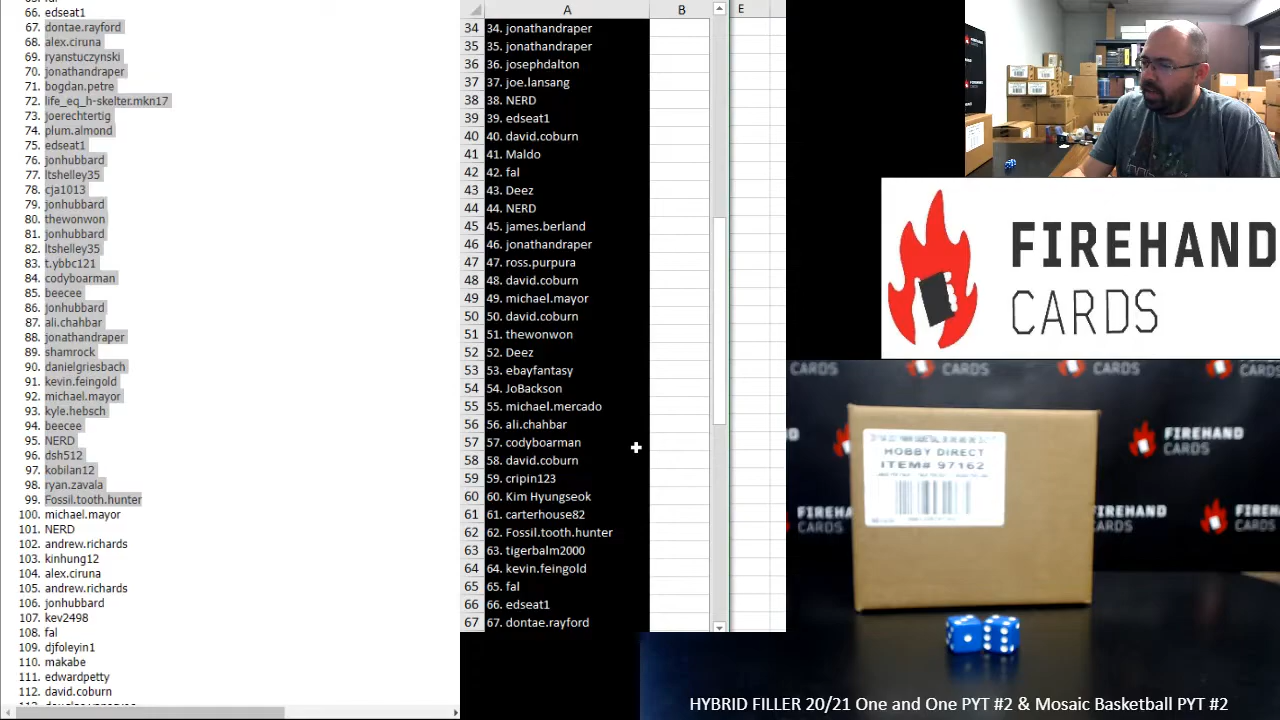 66. edseat1
67. dontae.rayford
68. alex.ciruna
69. ryanstuczynski
70. jonathandraper
71. bogdan.petre
72. life_eq_h-skelter.mkn17
73. joerechtertig
74. plum.almond
75. edseat1
76. jonhubbard
77. ltshelley35
78. cja1013
79. jonhubbard
80. thewonwon
81. jonhubbard
82. ltshelley35
83. t.ybbc121
84. codyboarman
85. beecee
86. jonhubbard
87. ali.chahbar
88. jonathandraper
89. shamrock
90. danielgriesbach
91. kevin.feingold
92. michael.mayor
93. kyle.hebsch
94. beecee
95. NERD
96. dsh512
97. kobilan12
98. ryan.zavala
99. Fossil.tooth.hunter
100. michael.mayor
101. NERD
102. andrew.richards
103. kinhung12
104. alex.ciruna
105. andrew.richards
106. jonhubbard
107. kev2498
108. fal
109. djfoleyin1
110. makabe
111. edwardpetty
112. david.coburn
A B E
34 34. jonathandraper
35 35. jonathandraper
36 36. josephdalton
37 37. joe.lansang
38 38. NERD
39 39. edseat1
40 40. david.coburn
41 41. Maldo
42 42. fal
43 43. Deez
44 44. NERD
45 45. james.berland
46 46. jonathandraper
47 47. ross.purpura
48 48. david.coburn
49 49. michael.mayor
50 50. david.coburn
51 51. thewonwon
52 52. Deez
53 53. ebayfantasy
54 54. JoBackson
55 55. michael.mercado
56 56. ali.chahbar
57 57. codyboarman
58 58. david.coburn
59 59. cripin123
60 60. Kim Hyungseok
61 61. carterhouse82
62 62. Fossil.tooth.hunter
63 63. tigerbalm2000
64 64. kevin.feingold
65 65. fal
66 66. edseat1
67 67. dontae.rayford
FIREHAND
CARDS
CARDS
CARDS
CARDS
CARDS
FIREHAND
CARDS
FIREHAND
CARDS
HOBBY DIRECT
ITEM# 97162
HYBRID FILLER 20/21 One and One PYT #2 & Mosaic Basketball PYT #2